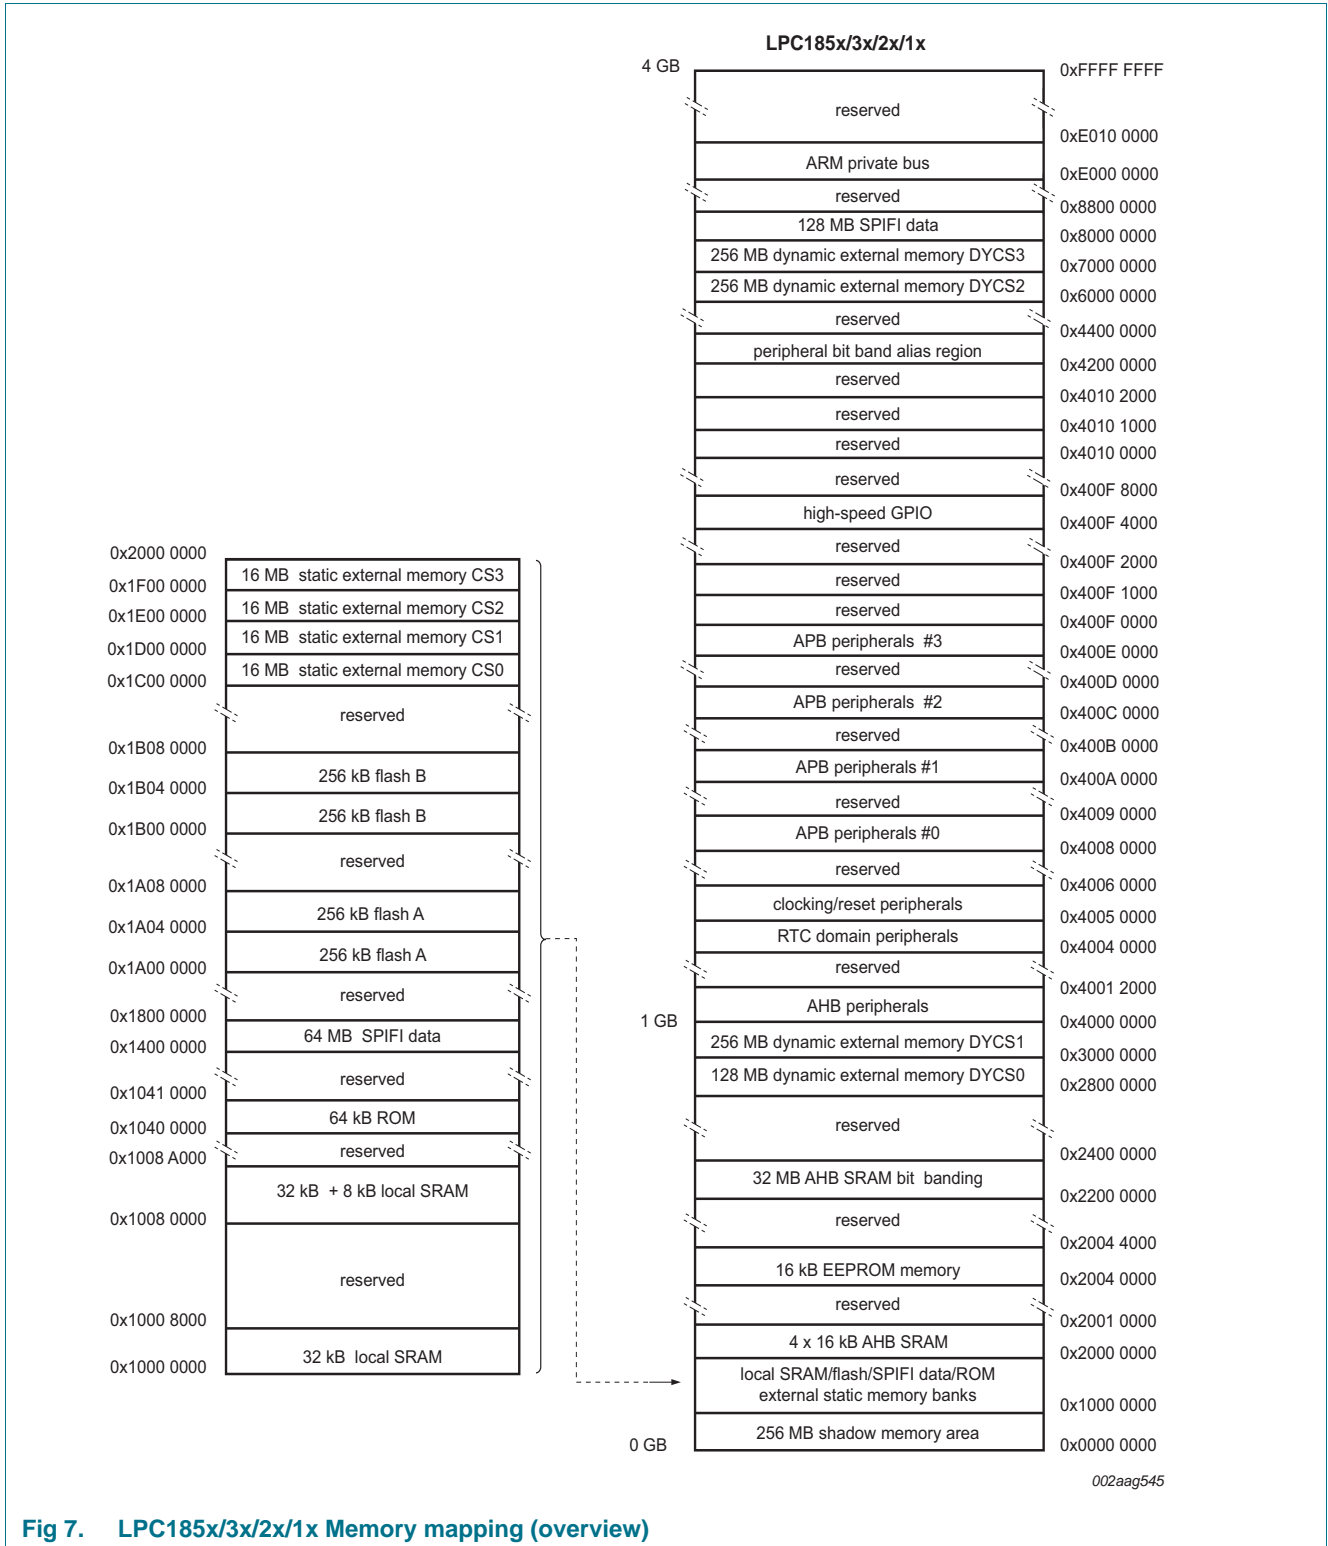 LPC185x/3x/2x/1x
4 GB
0xFFFF FFFF
reserved
0xE010 0000
ARM private bus
0xE000 0000
reserved
0x8800 0000
128 MB SPIFI data
0x8000 0000
256 MB dynamic external memory DYCS3
0x7000 0000
256 MB dynamic external memory DYCS2
0x6000 0000
reserved
0x4400 0000
peripheral bit band alias region
0x4200 0000
reserved
0x4010 2000
reserved
0x4010 1000
reserved
0x4010 0000
reserved
0x400F 8000
high-speed GPIO
0x400F 4000
reserved
0x400F 2000
reserved
0x400F 1000
reserved
0x400F 0000
APB peripherals #3
0x400E 0000
reserved
0x400D 0000
APB peripherals #2
0x400C 0000
reserved
0x400B 0000
APB peripherals #1
0x400A 0000
reserved
0x4009 0000
APB peripherals #0
0x4008 0000
reserved
0x4006 0000
clocking/reset peripherals
0x4005 0000
RTC domain peripherals
0x4004 0000
reserved
0x4001 2000
AHB peripherals
1 GB
0x4000 0000
256 MB dynamic external memory DYCS1
0x3000 0000
128 MB dynamic external memory DYCS0
0x2800 0000
reserved
0x2400 0000
32 MB AHB SRAM bit banding
0x2200 0000
reserved
0x2004 4000
16 kB EEPROM memory
0x2004 0000
reserved
0x2001 0000
4 x 16 kB AHB SRAM
0x2000 0000
local SRAM/flash/SPIFI data/ROM
external static memory banks
0x1000 0000
256 MB shadow memory area
0 GB
0x0000 0000
0x2000 0000
16 MB static external memory CS3
0x1F00 0000
16 MB static external memory CS2
0x1E00 0000
16 MB static external memory CS1
0x1D00 0000
16 MB static external memory CS0
0x1C00 0000
reserved
0x1B08 0000
256 kB flash B
0x1B04 0000
256 kB flash B
0x1B00 0000
reserved
0x1A08 0000
256 kB flash A
0x1A04 0000
256 kB flash A
0x1A00 0000
reserved
0x1800 0000
64 MB SPIFI data
0x1400 0000
reserved
0x1041 0000
64 kB ROM
0x1040 0000
reserved
0x1008 A000
32 kB + 8 kB local SRAM
0x1008 0000
reserved
0x1000 8000
32 kB local SRAM
0x1000 0000
002aag545
Fig 7. LPC185x/3x/2x/1x Memory mapping (overview)